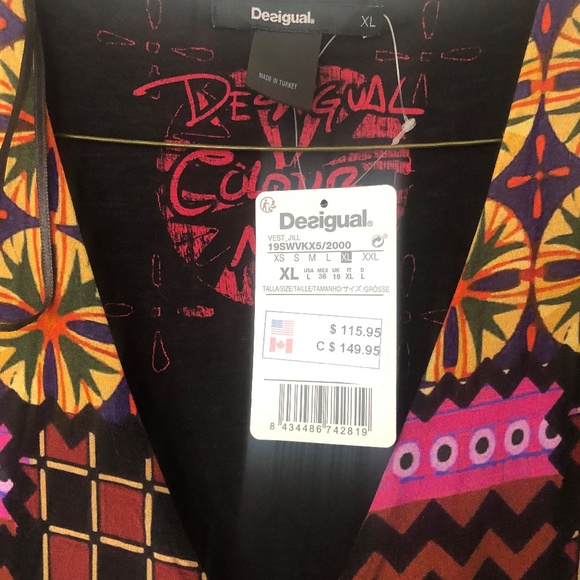 Desigual.
XL
MADE IN TURKEY
DESIGUAL
COLOUR
Desigual.
VEST_JILL
19SWVKX5/2000
XS S M L XL XXL
XL USA L MEX 36 UK 16 IT XL D L
TALLA/SIZE/TAILLE/TAMANHO/サイズ/GRÖSSE
$ 115.95
C $ 149.95
8 434486 742819